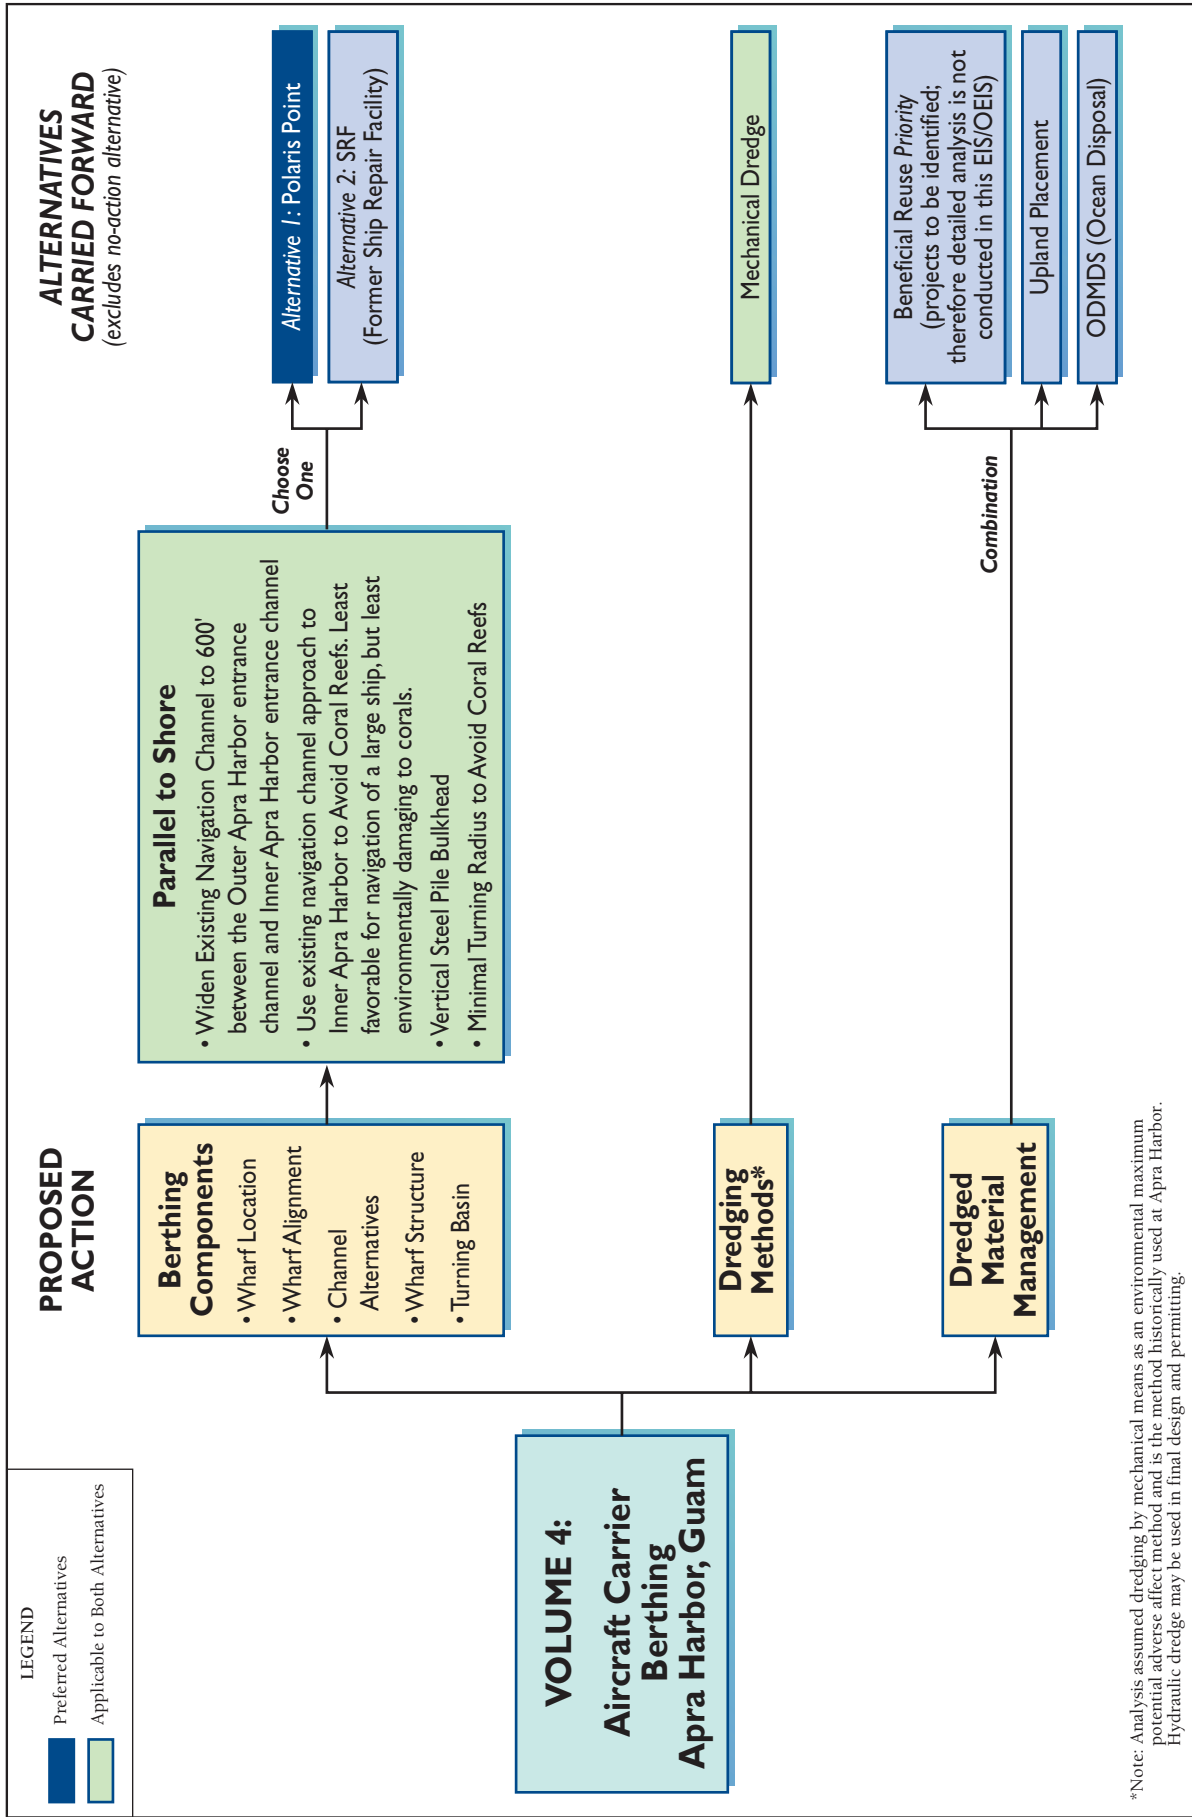 LEGEND
Preferred Alternatives
Applicable to Both Alternatives
PROPOSED
ACTION
ALTERNATIVES
CARRIED FORWARD
(excludes no-action alternative)
VOLUME 4:
Aircraft Carrier
Berthing
Apra Harbor, Guam
Berthing
Components
• Wharf Location
• Wharf Alignment
• Channel
Alternatives
• Wharf Structure
• Turning Basin
Parallel to Shore
• Widen Existing Navigation Channel to 600'
between the Outer Apra Harbor entrance
channel and Inner Apra Harbor entrance channel
• Use existing navigation channel approach to
Inner Apra Harbor to Avoid Coral Reefs. Least
favorable for navigation of a large ship, but least
environmentally damaging to corals.
• Vertical Steel Pile Bulkhead
• Minimal Turning Radius to Avoid Coral Reefs
Choose
One
Alternative 1: Polaris Point
Alternative 2: SRF
(Former Ship Repair Facility)
Dredging
Methods*
Mechanical Dredge
Dredged
Material
Management
Combination
Beneficial Reuse Priority
(projects to be identified;
therefore detailed analysis is not
conducted in this EIS/OEIS)
Upland Placement
ODMDS (Ocean Disposal)
*Note: Analysis assumed dredging by mechanical means as an environmental maximum
potential adverse affect method and is the method historically used at Apra Harbor.
Hydraulic dredge may be used in final design and permitting.